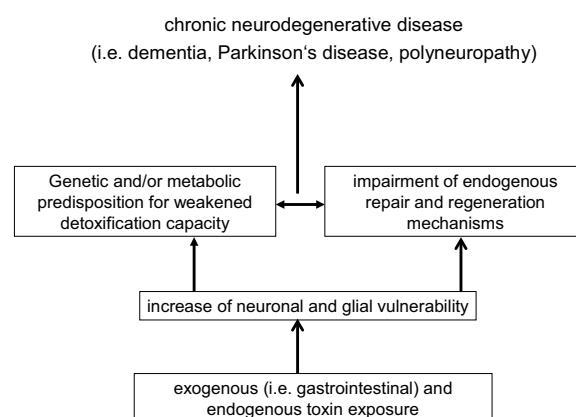 chronic neurodegenerative disease
(i.e. dementia, Parkinson‘s disease, polyneuropathy)
Genetic and/or metabolic
predisposition for weakened
detoxification capacity
impairment of endogenous
repair and regeneration
mechanisms
increase of neuronal and glial vulnerability
exogenous (i.e. gastrointestinal) and
endogenous toxin exposure